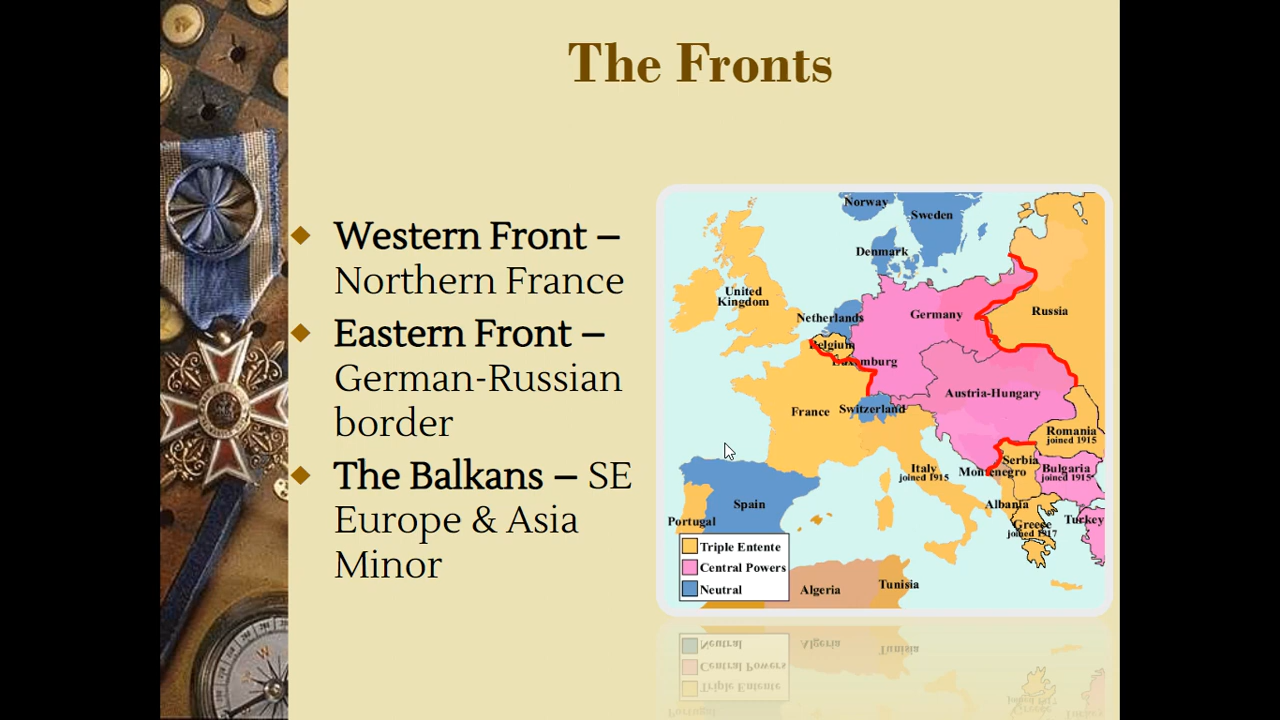 The Fronts
Western Front –
Northern France
Eastern Front –
German-Russian
border
The Balkans – SE
Europe & Asia
Minor
Norway
Sweden
Denmark
United
Kingdom
Netherlands
Germany
Russia
Belgium
Luxemburg
Austria-Hungary
France
Switzerland
Romania
joined 1915
Serbia
Italy
joined 1915
Montenegro
Bulgaria
joined 1915
Spain
Albania
Portugal
Greece
joined 1917
Turkey
Triple Entente
Central Powers
Neutral
Algeria
Tunisia